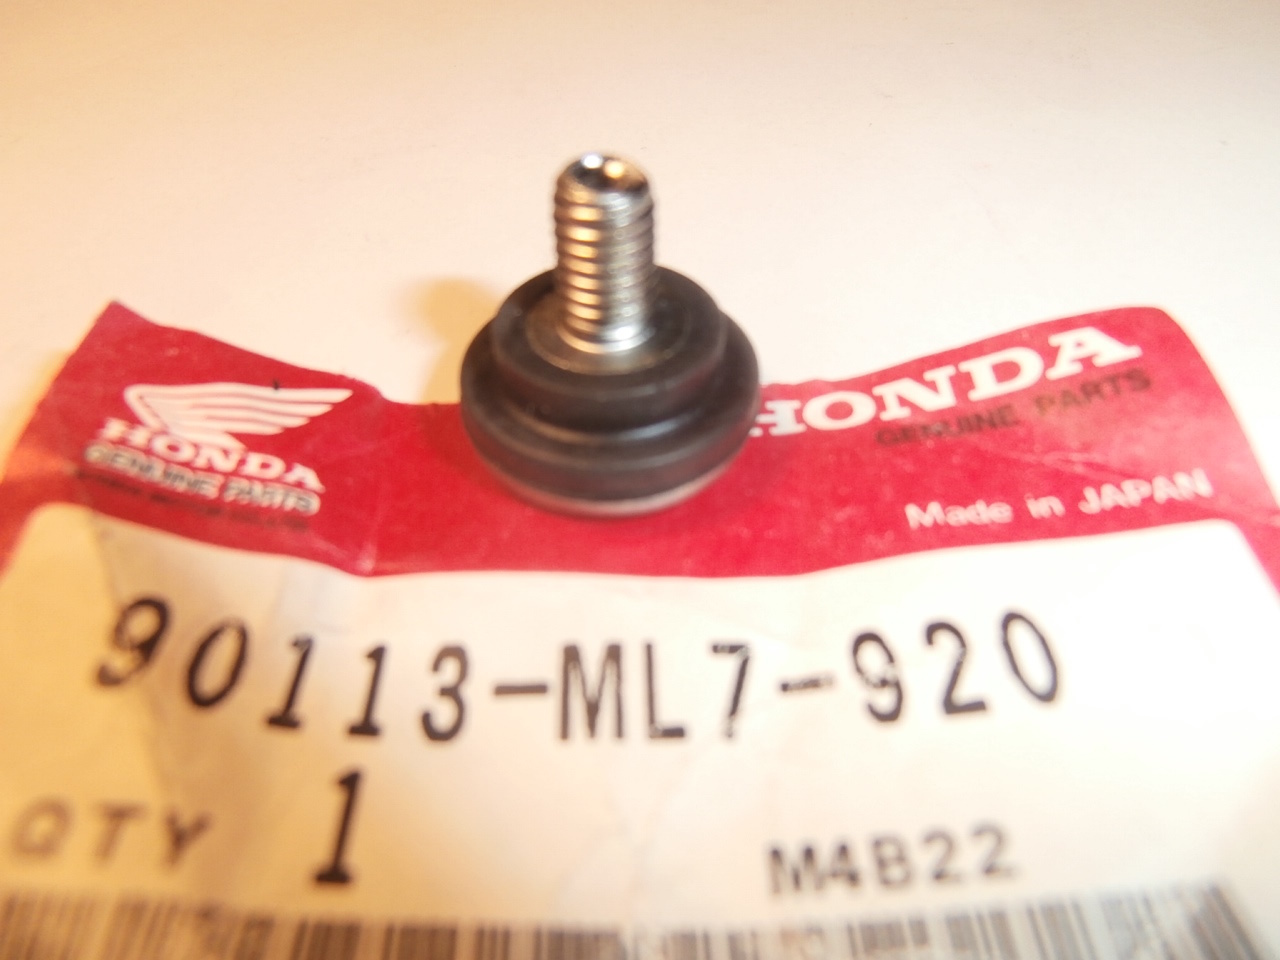 HONDA
GENUINE PARTS
HONDA
GENUINE PARTS
Made in JAPAN
90113-ML7-920
QTY 1
M4B22